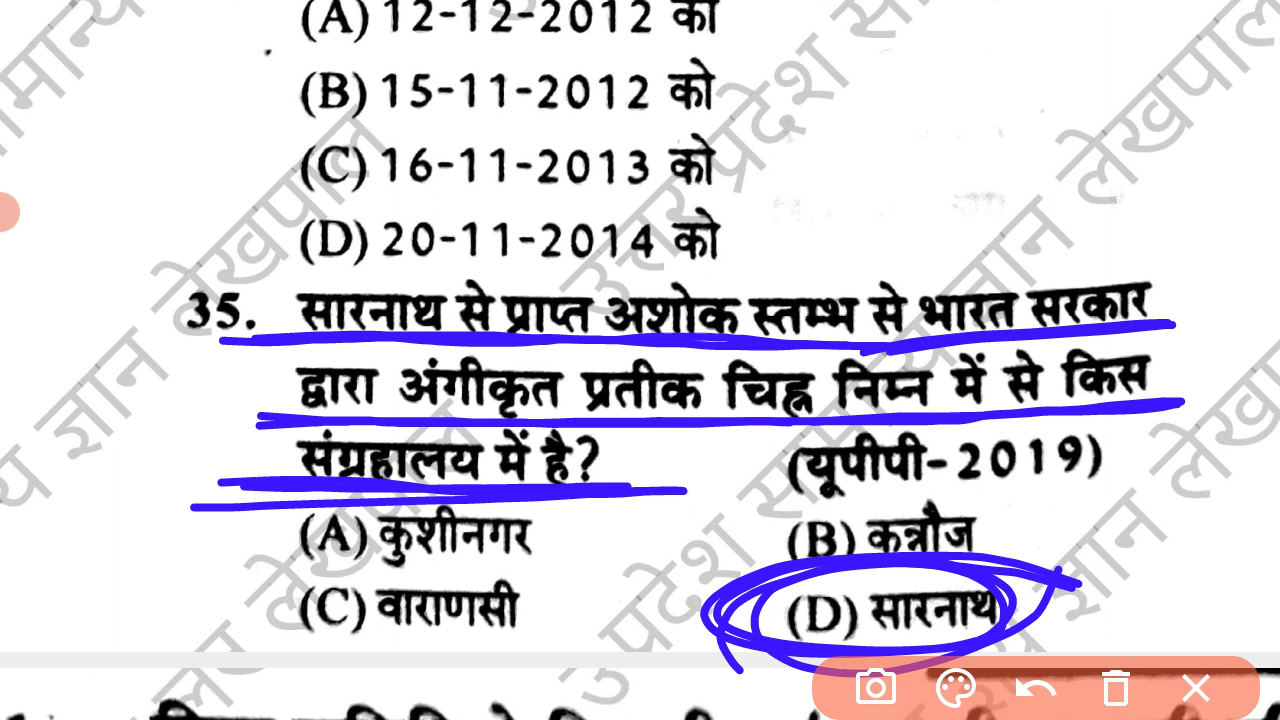 (A) 12-12-2012 को
(B) 15-11-2012 को
(C) 16-11-2013 को
(D) 20-11-2014 को
35. सारनाथ से प्राप्त अशोक स्तम्भ से भारत सरकार
द्वारा अंगीकृत प्रतीक चिह्न निम्न में से किस
संग्रहालय में है? (यूपीपी-2019)
(A) कुशीनगर (B) कन्नौज
(C) वाराणसी (D) सारनाथ